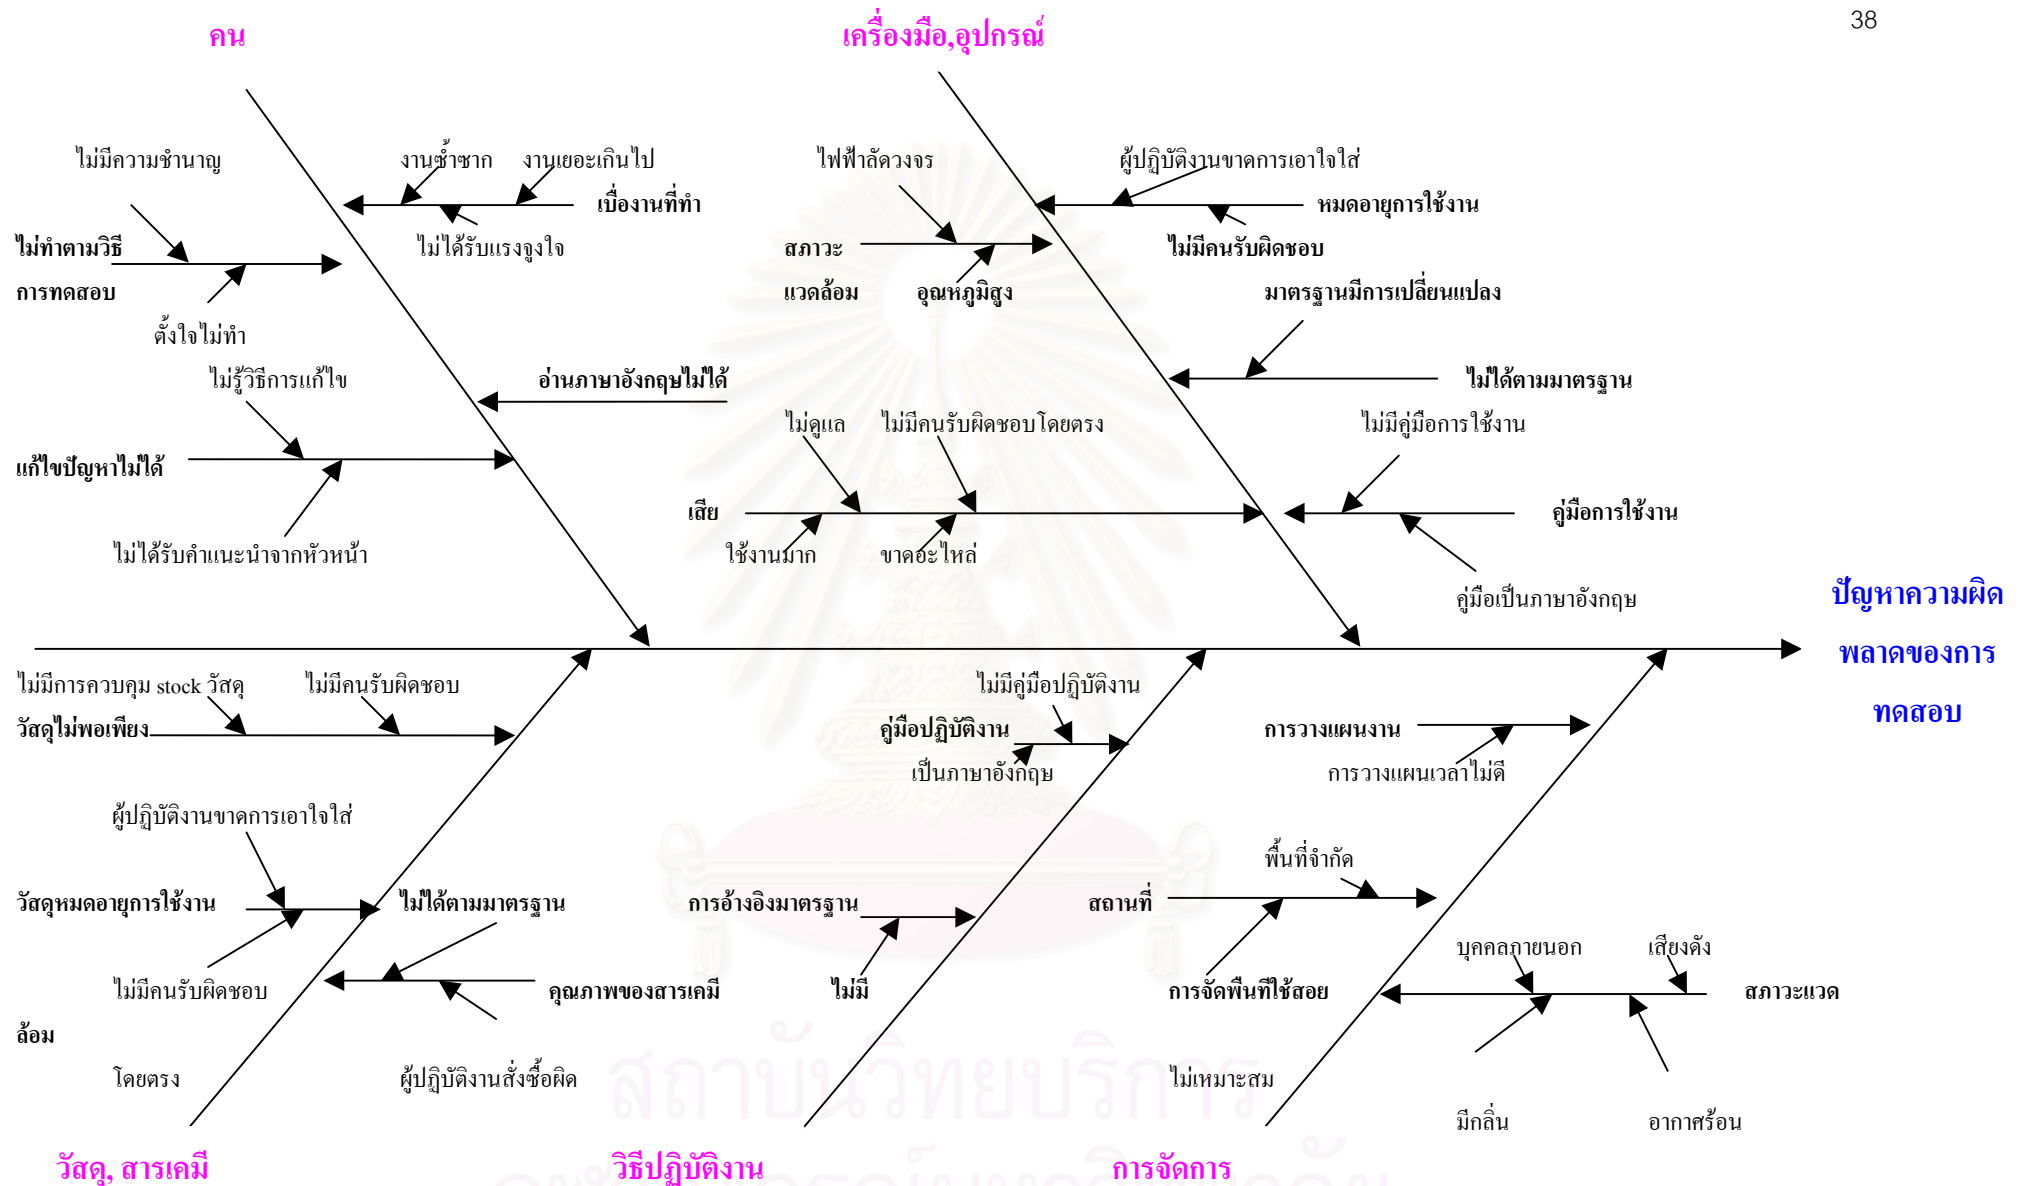 38
คน
เครื่องมือ,อุปกรณ์
ไม่มีความชำนาญ
งานซ้ำซาก
งานเยอะเกินไป
ไฟฟ้าลัดวงจร
ผู้ปฏิบัติงานขาดการเอาใจใส่
เบื่องานที่ทำ
หมดอายุการใช้งาน
ไม่ทำตามวิธี
ไม่ได้รับแรงจูงใจ
สภาวะ
ไม่มีคนรับผิดชอบ
การทดสอบ
แวดล้อม
อุณหภูมิสูง
มาตรฐานมีการเปลี่ยนแปลง
ตั้งใจไม่ทำ
ไม่รู้วิธีการแก้ไข
อ่านภาษาอังกฤษไม่ได้
ไม่ได้ตามมาตรฐาน
ไม่ดูแล
ไม่มีคนรับผิดชอบโดยตรง
ไม่มีคู่มือการใช้งาน
แก้ไขปัญหาไม่ได้
เสีย
คู่มือการใช้งาน
ไม่ได้รับคำแนะนำจากหัวหน้า
ใช้งานมาก
ขาดอะไหล่
คู่มือเป็นภาษาอังกฤษ
ปัญหาความผิด
พลาดของการ
ทดสอบ
ไม่มีการควบคุม stock วัสดุ
ไม่มีคนรับผิดชอบ
ไม่มีคู่มือปฏิบัติงาน
วัสดุไม่พอเพียง
คู่มือปฏิบัติงาน
การวางแผนงาน
เป็นภาษาอังกฤษ
การวางแผนเวลาไม่ดี
ผู้ปฏิบัติงานขาดการเอาใจใส่
พื้นที่จำกัด
วัสดุหมดอายุการใช้งาน
ไม่ได้ตามมาตรฐาน
การอ้างอิงมาตรฐาน
สถานที่
บุคคลภายนอก
เสียงดัง
ไม่มีคนรับผิดชอบ
คุณภาพของสารเคมี
ไม่มี
การจัดพื้นที่ใช้สอย
สภาวะแวด
ล้อม
โดยตรง
ผู้ปฏิบัติงานสั่งซื้อผิด
ไม่เหมาะสม
มีกลิ่น
อากาศร้อน
สถาบันวิทยบริการ
วัสดุ, สารเคมี
วิธีปฏิบัติงาน
การจัดการ